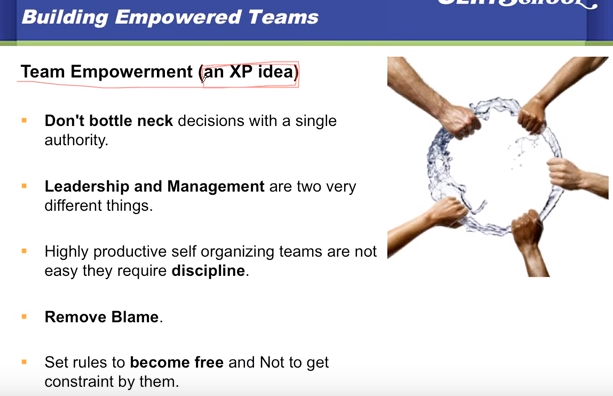 Building Empowered Teams
Team Empowerment (an XP idea)
▪ Don't bottle neck decisions with a single
authority.
▪ Leadership and Management are two very
different things.
▪ Highly productive self organizing teams are not
easy they require discipline.
▪ Remove Blame.
▪ Set rules to become free and Not to get
constraint by them.